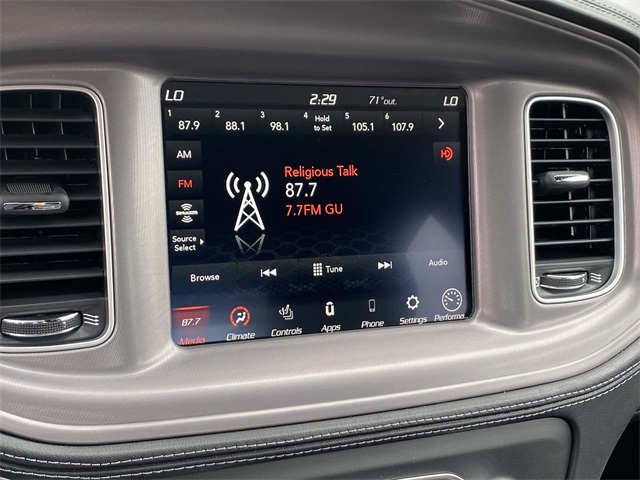 LO 2:29 71°out. LO
1 87.9 2 88.1 3 98.1 4 Hold to Set 5 105.1 6 107.9
AM
FM
SiriusXM
Source Select
Religious Talk
87.7
7.7FM GU
HD
Browse Tune Audio
87.7
Media Climate Controls Apps Phone Settings Performa